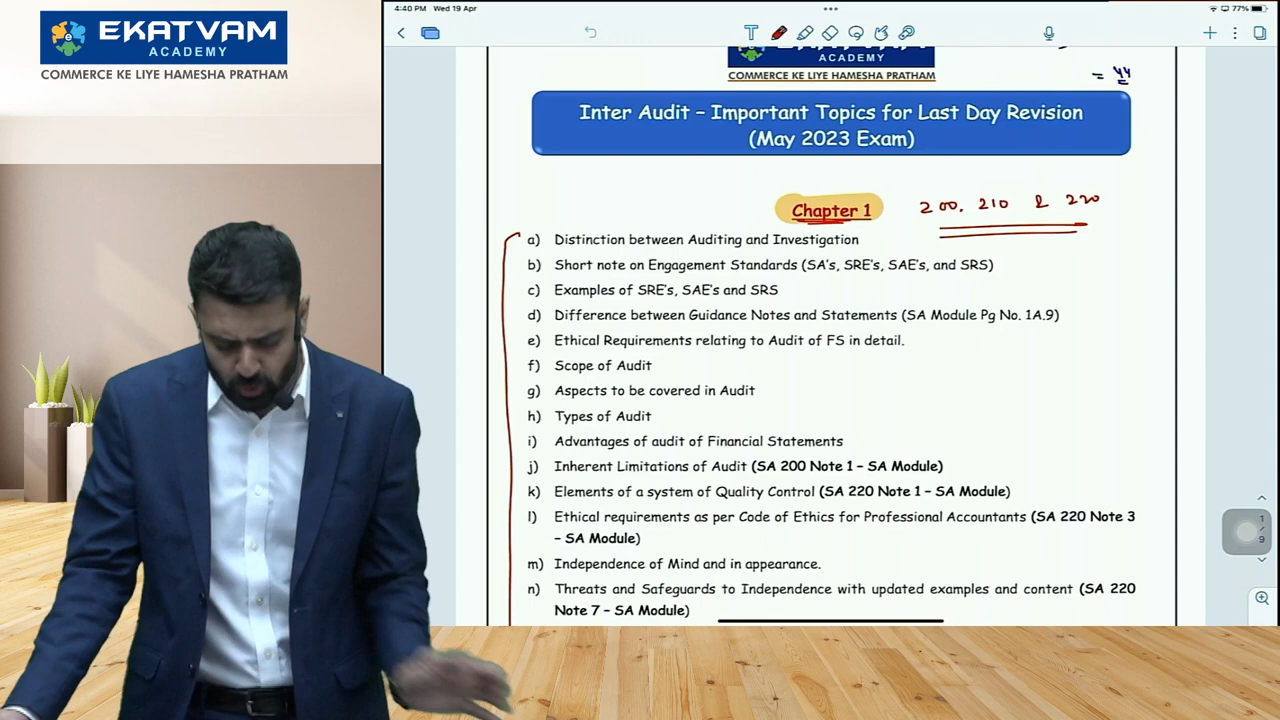 EKATVAM
ACADEMY
COMMERCE KE LIYE HAMESHA PRATHAM
4:40 PM Wed 19 Apr
77%
T
ACADEMY
COMMERCE KE LIYE HAMESHA PRATHAM
= 44
Inter Audit – Important Topics for Last Day Revision
(May 2023 Exam)
Chapter 1
200, 210 & 220
a) Distinction between Auditing and Investigation
b) Short note on Engagement Standards (SA's, SRE's, SAE's, and SRS)
c) Examples of SRE's, SAE's and SRS
d) Difference between Guidance Notes and Statements (SA Module Pg No. 1A.9)
e) Ethical Requirements relating to Audit of FS in detail.
f) Scope of Audit
g) Aspects to be covered in Audit
h) Types of Audit
i) Advantages of audit of Financial Statements
j) Inherent Limitations of Audit (SA 200 Note 1 – SA Module)
k) Elements of a system of Quality Control (SA 220 Note 1 – SA Module)
l) Ethical requirements as per Code of Ethics for Professional Accountants (SA 220 Note 3
– SA Module)
m) Independence of Mind and in appearance.
n) Threats and Safeguards to Independence with updated examples and content (SA 220
Note 7 – SA Module)
1
/
9